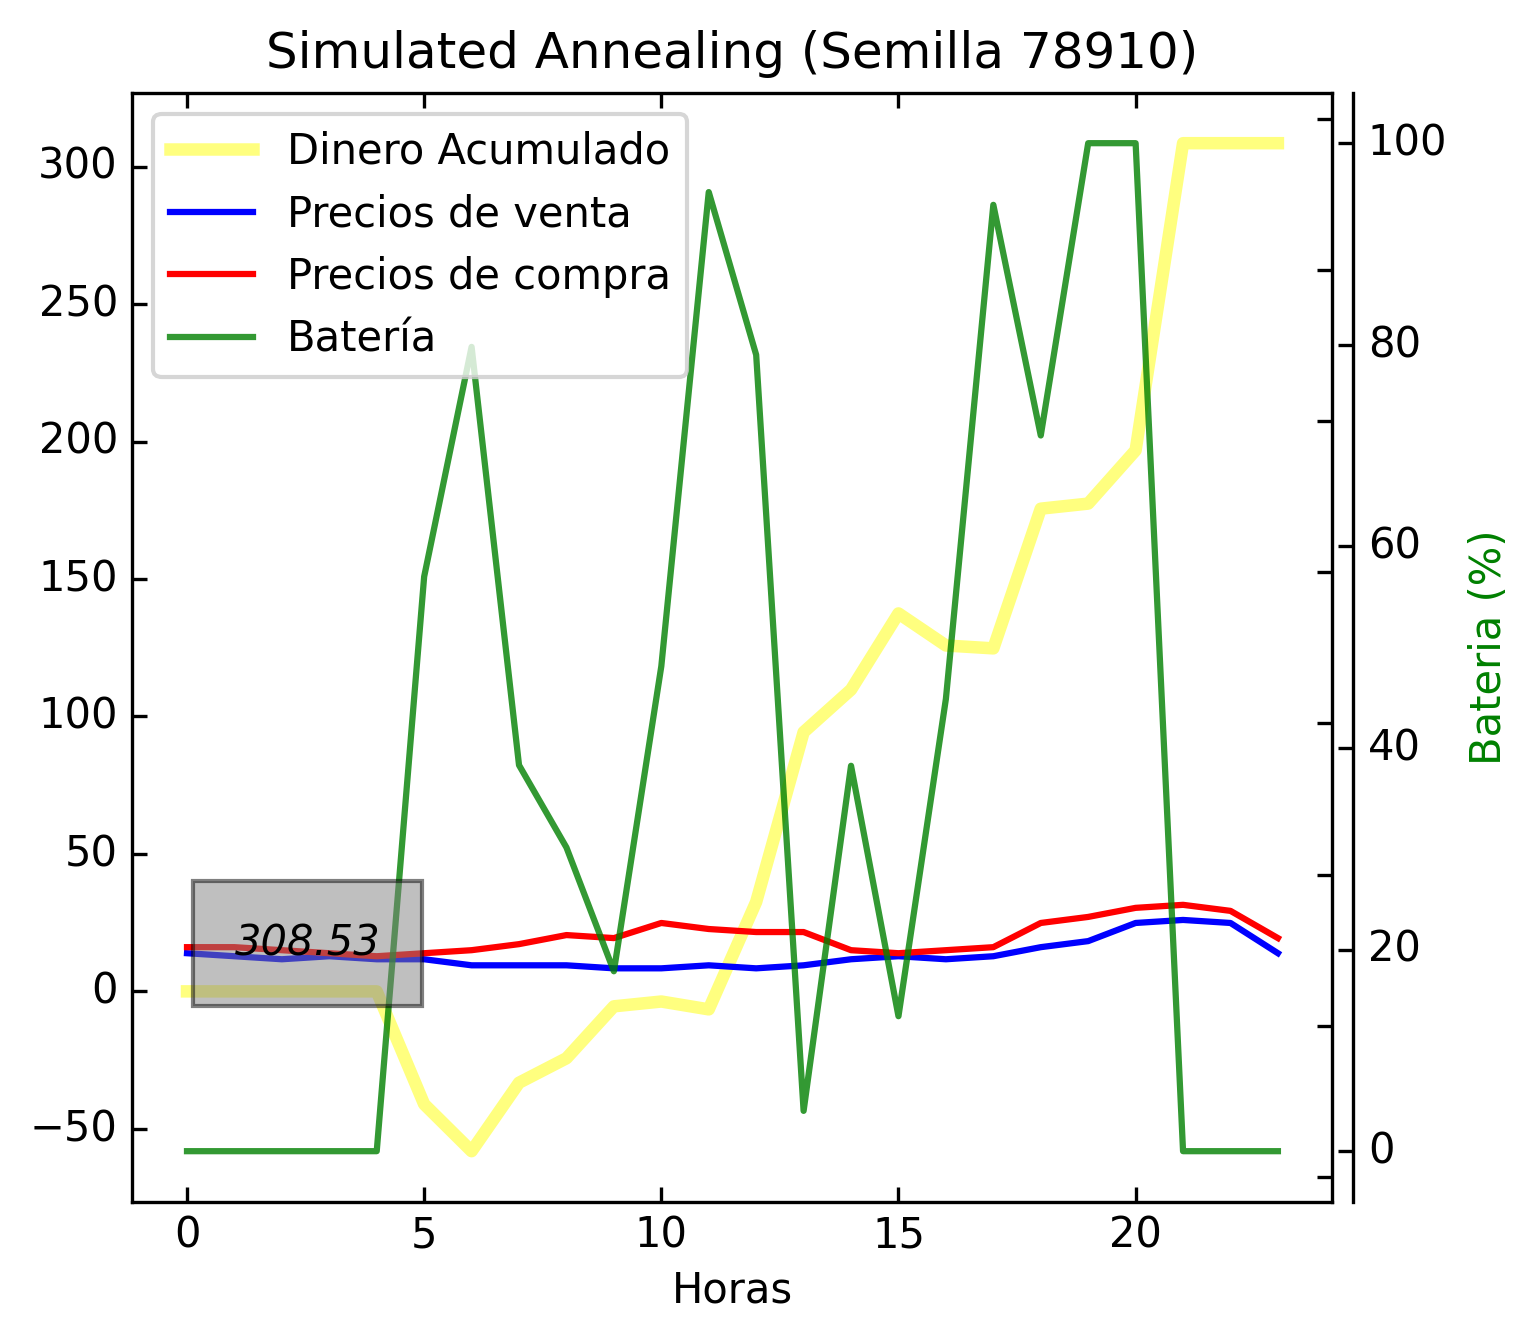 Simulated Annealing (Semilla 78910)
Dinero Acumulado
Precios de venta
Precios de compra
Batería
300
250
200
150
100
50
0
−50
308.53
100
80
60
40
20
0
Bateria (%)
0 5 10 15 20
Horas